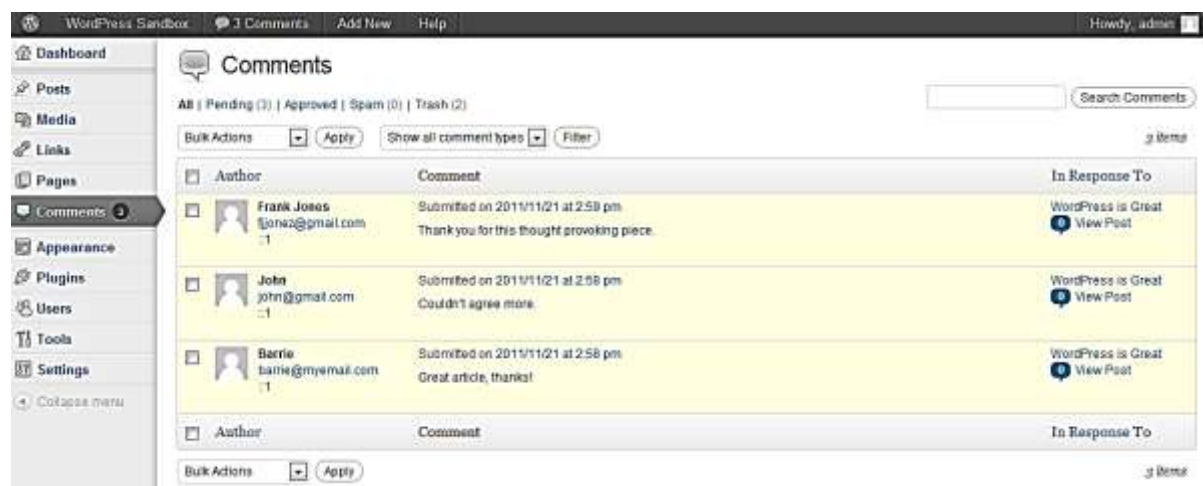 WordPress Sandbox 3 Comments Add New Help Howdy, admin
Dashboard
Posts
Media
Links
Pages
Comments 3
Appearance
Plugins
Users
Tools
Settings
Collapse menu
Comments
All | Pending (3) | Approved | Spam (0) | Trash (2)
Search Comments
Bulk Actions Apply Show all comment types Filter 3 items
Author Comment In Response To
Frank Jones Submitted on 2011/11/21 at 2:59 pm WordPress is Great
fjonez@gmail.com Thank you for this thought provoking piece. 0 View Post
::1
John Submitted on 2011/11/21 at 2:58 pm WordPress is Great
john@gmail.com Couldn't agree more. 0 View Post
::1
Barrie Submitted on 2011/11/21 at 2:58 pm WordPress is Great
barrie@myemail.com Great article, thanks! 0 View Post
::1
Author Comment In Response To
Bulk Actions Apply 3 items